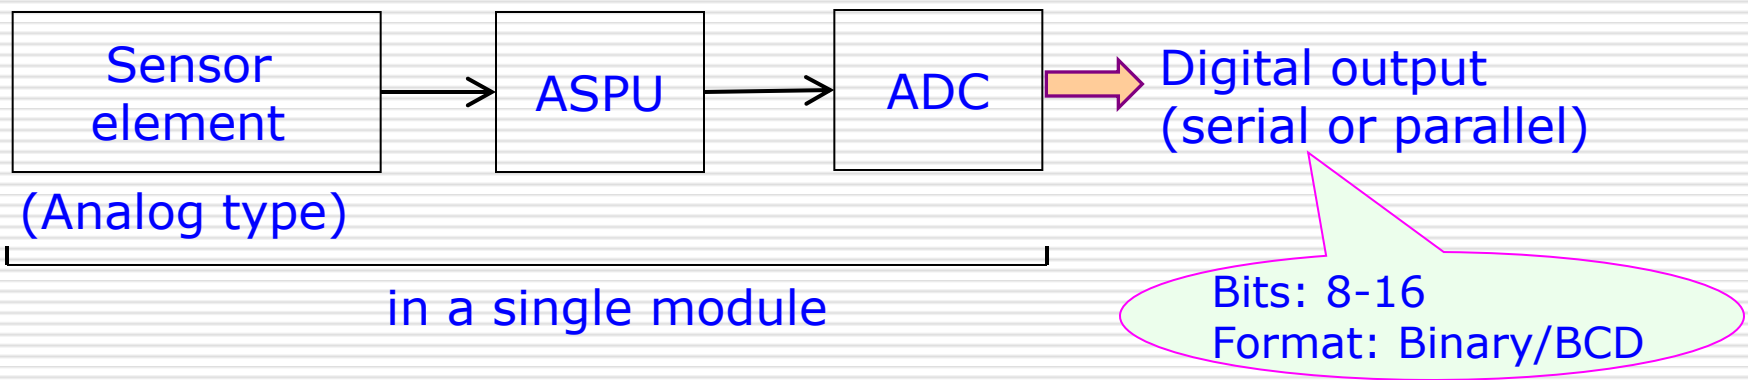 Sensor
element
ASPU
ADC
Digital output
(serial or parallel)
(Analog type)
in a single module
Bits: 8-16
Format: Binary/BCD